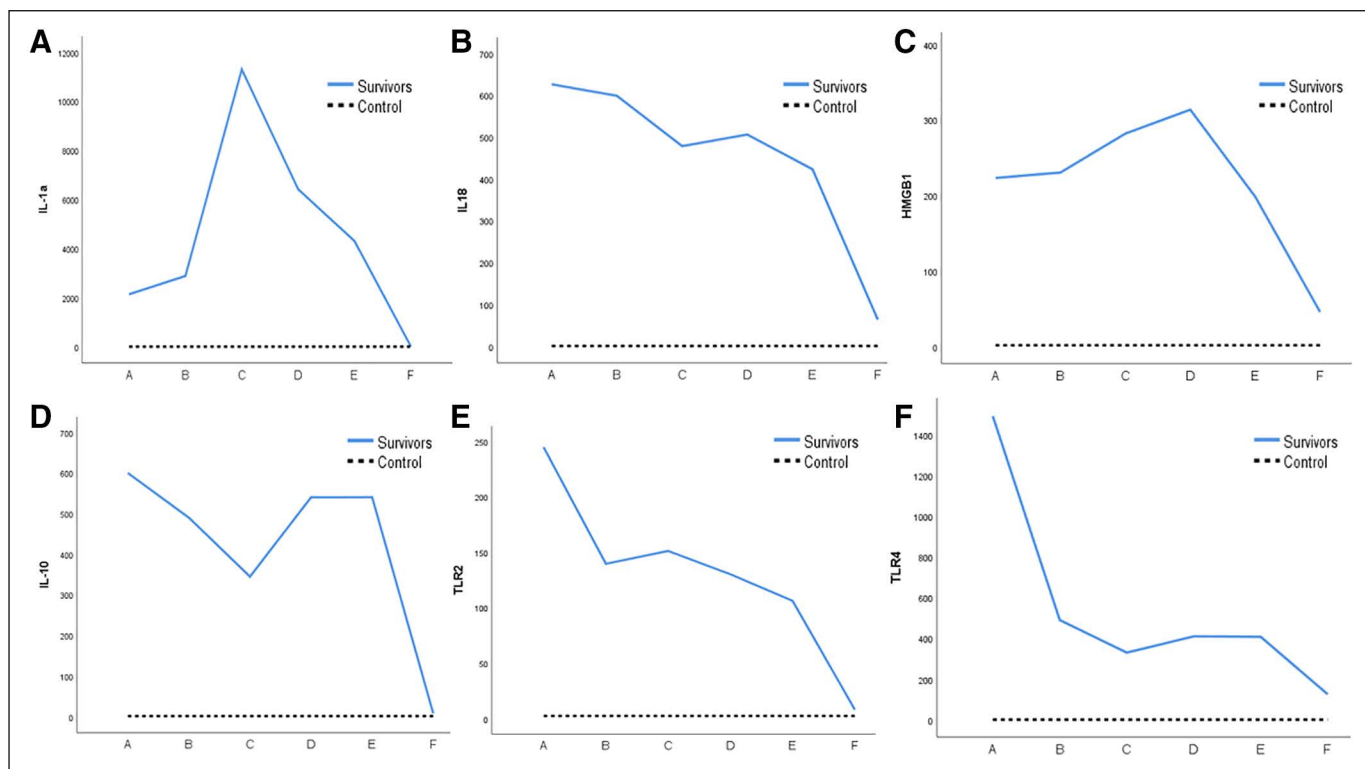 A
12000
10000
8000
6000
4000
2000
0
IL-1a
Survivors
Control
A B C D E F
B
700
600
500
400
300
200
100
0
IL18
Survivors
Control
A B C D E F
C
400
300
200
100
0
HMGB1
Survivors
Control
A B C D E F
D
700
600
500
400
300
200
100
0
IL-10
Survivors
Control
A B C D E F
E
250
200
150
100
50
0
TLR2
Survivors
Control
A B C D E F
F
1400
1200
1000
800
600
400
200
0
TLR4
Survivors
Control
A B C D E F